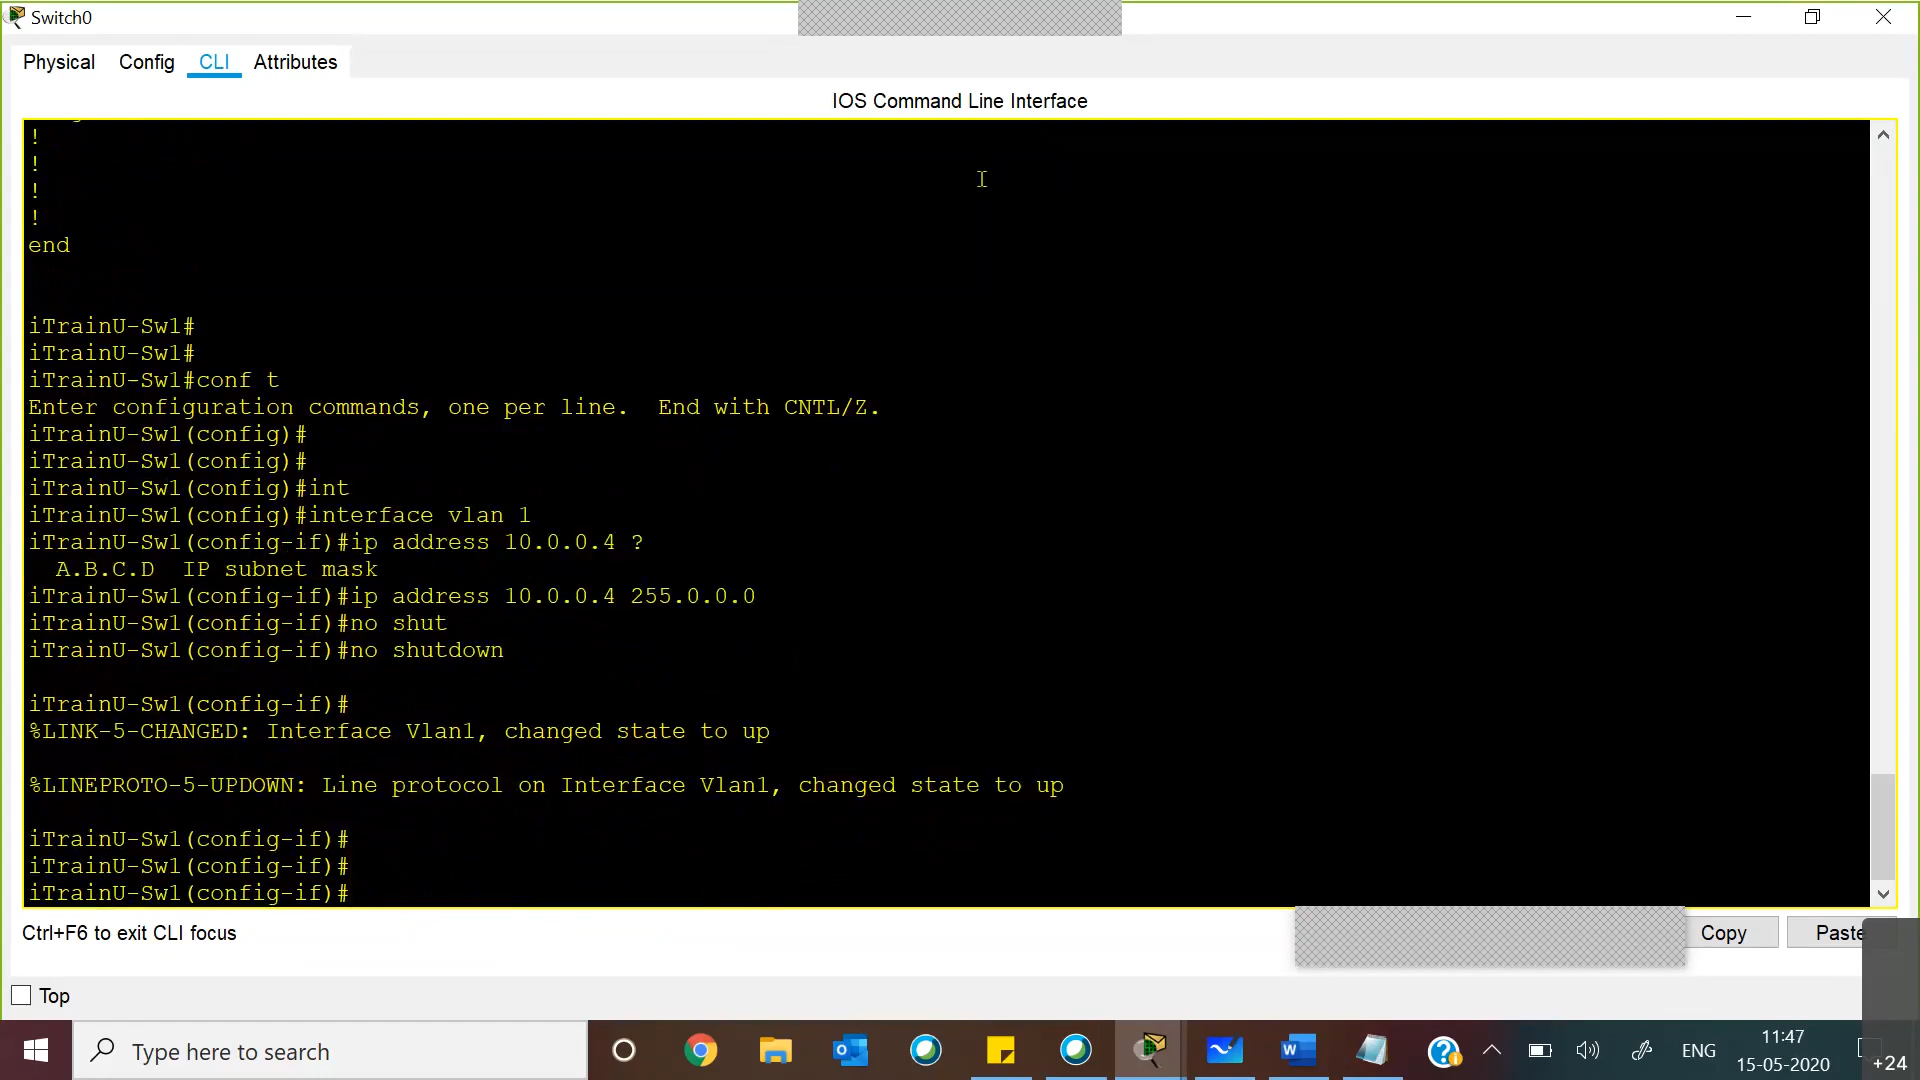 Switch0
Physical Config CLI Attributes
IOS Command Line Interface
!
!
!
!
end
iTrainU-Sw1#
iTrainU-Sw1#
iTrainU-Sw1#conf t
Enter configuration commands, one per line.  End with CNTL/Z.
iTrainU-Sw1(config)#
iTrainU-Sw1(config)#
iTrainU-Sw1(config)#int
iTrainU-Sw1(config)#interface vlan 1
iTrainU-Sw1(config-if)#ip address 10.0.0.4 ?
  A.B.C.D  IP subnet mask
iTrainU-Sw1(config-if)#ip address 10.0.0.4 255.0.0.0
iTrainU-Sw1(config-if)#no shut
iTrainU-Sw1(config-if)#no shutdown
iTrainU-Sw1(config-if)#
%LINK-5-CHANGED: Interface Vlan1, changed state to up
%LINEPROTO-5-UPDOWN: Line protocol on Interface Vlan1, changed state to up
iTrainU-Sw1(config-if)#
iTrainU-Sw1(config-if)#
iTrainU-Sw1(config-if)#
Ctrl+F6 to exit CLI focus
Copy Paste
Top
Type here to search
ENG
11:47
15-05-2020
+24